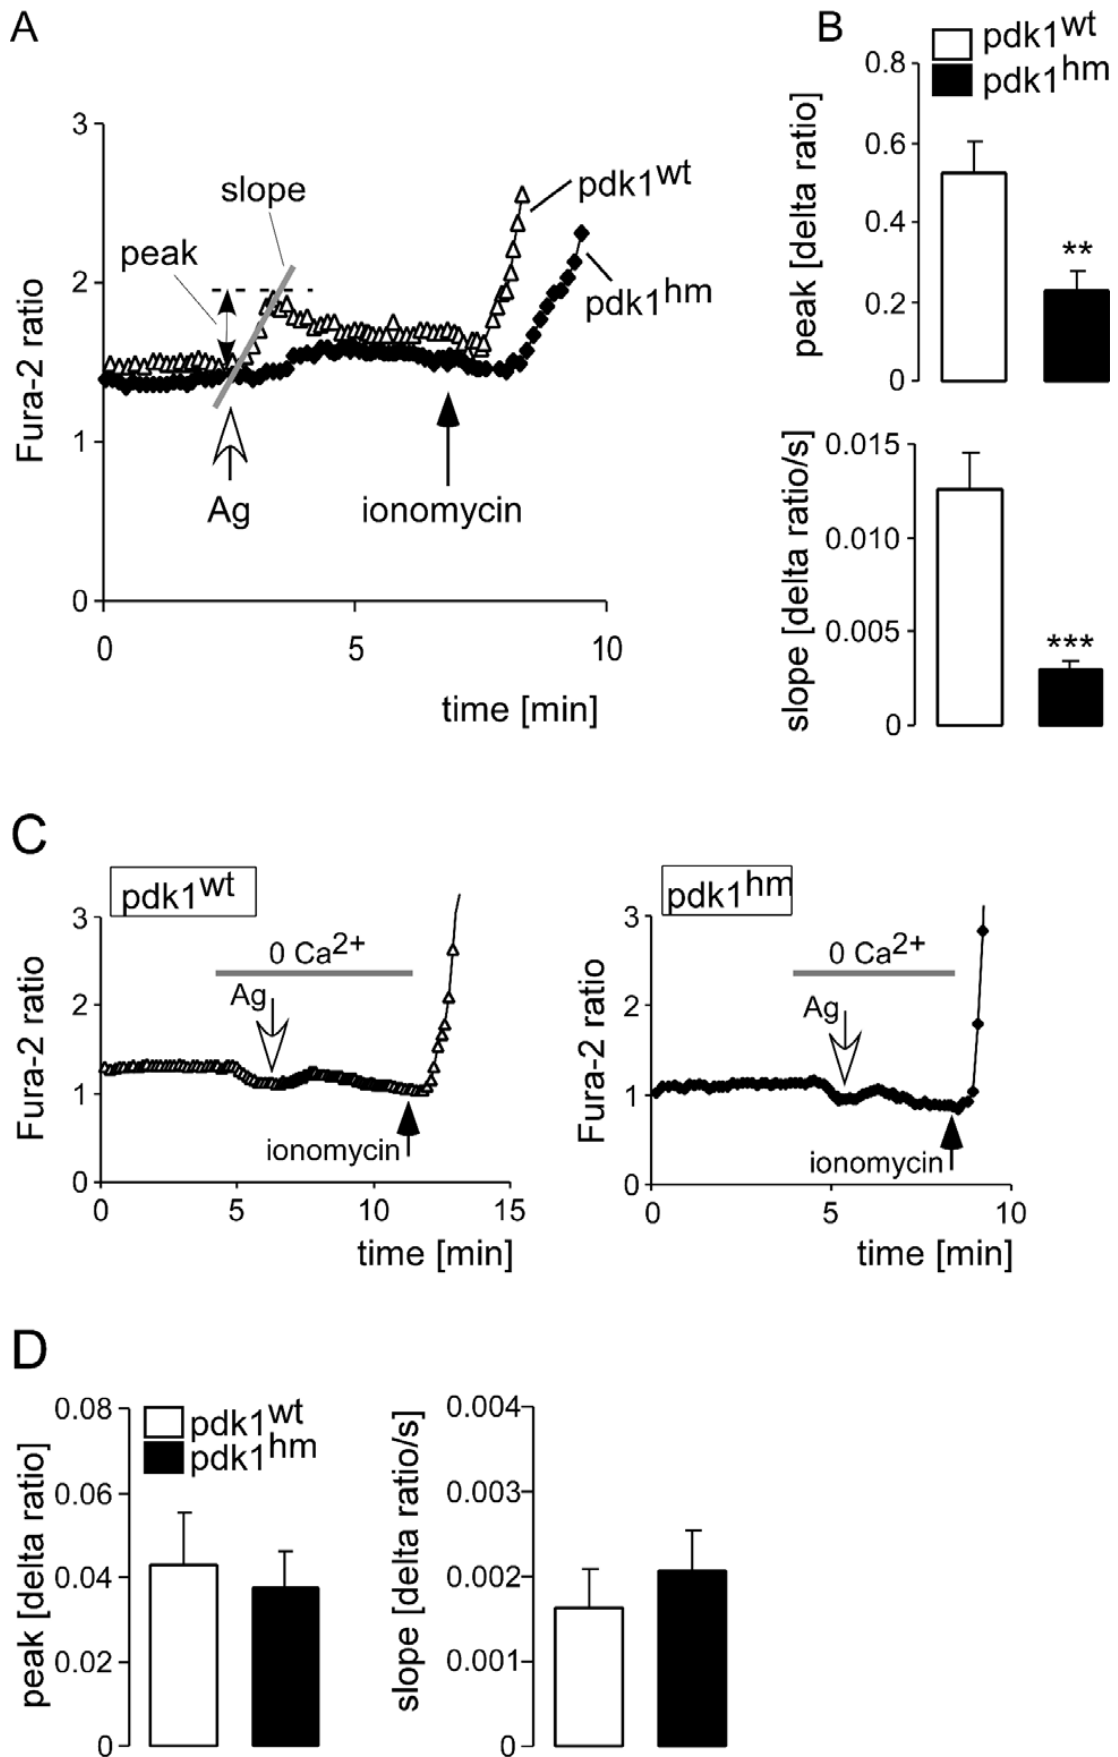 A
3
2
1
0
Fura-2 ratio
slope
peak
pdk1wt
pdk1hm
Ag
ionomycin
0
5
10
time [min]
B
pdk1wt
pdk1hm
0.8
0.6
0.4
0.2
0
peak [delta ratio]
**
0.015
0.010
0.005
0
slope [delta ratio/s]
***
C
pdk1wt
3
2
1
0
Fura-2 ratio
0 Ca2+
Ag
ionomycin
0
5
10
15
time [min]
pdk1hm
3
2
1
0
Fura-2 ratio
0 Ca2+
Ag
ionomycin
0
5
10
time [min]
D
0.08
0.06
0.04
0.02
0
peak [delta ratio]
pdk1wt
pdk1hm
0.004
0.003
0.002
0.001
0
slope [delta ratio/s]